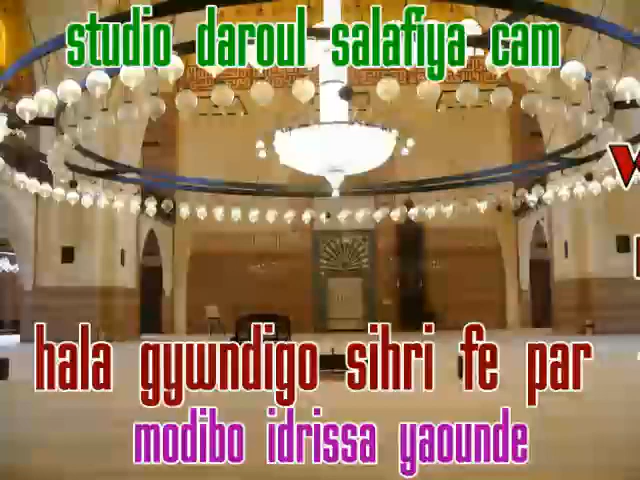 studio daroul salafiya cam
hala gywndigo sihri fe par
modibo idrissa yaounde